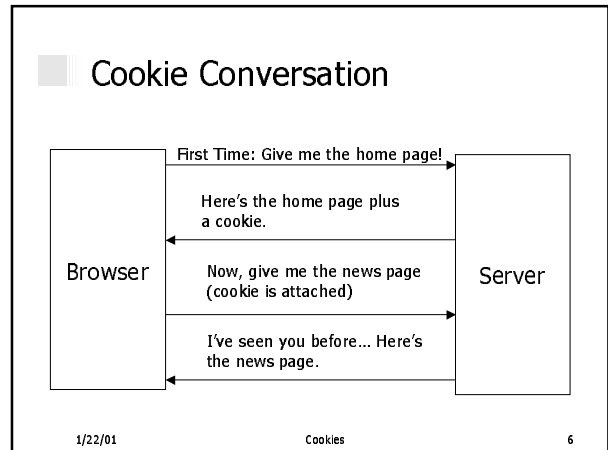 Cookie Conversation
First Time: Give me the home page!
Here's the home page plus
a cookie.
Browser
Now, give me the news page
(cookie is attached)
Server
I've seen you before... Here's
the news page.
1/22/01
Cookies
6